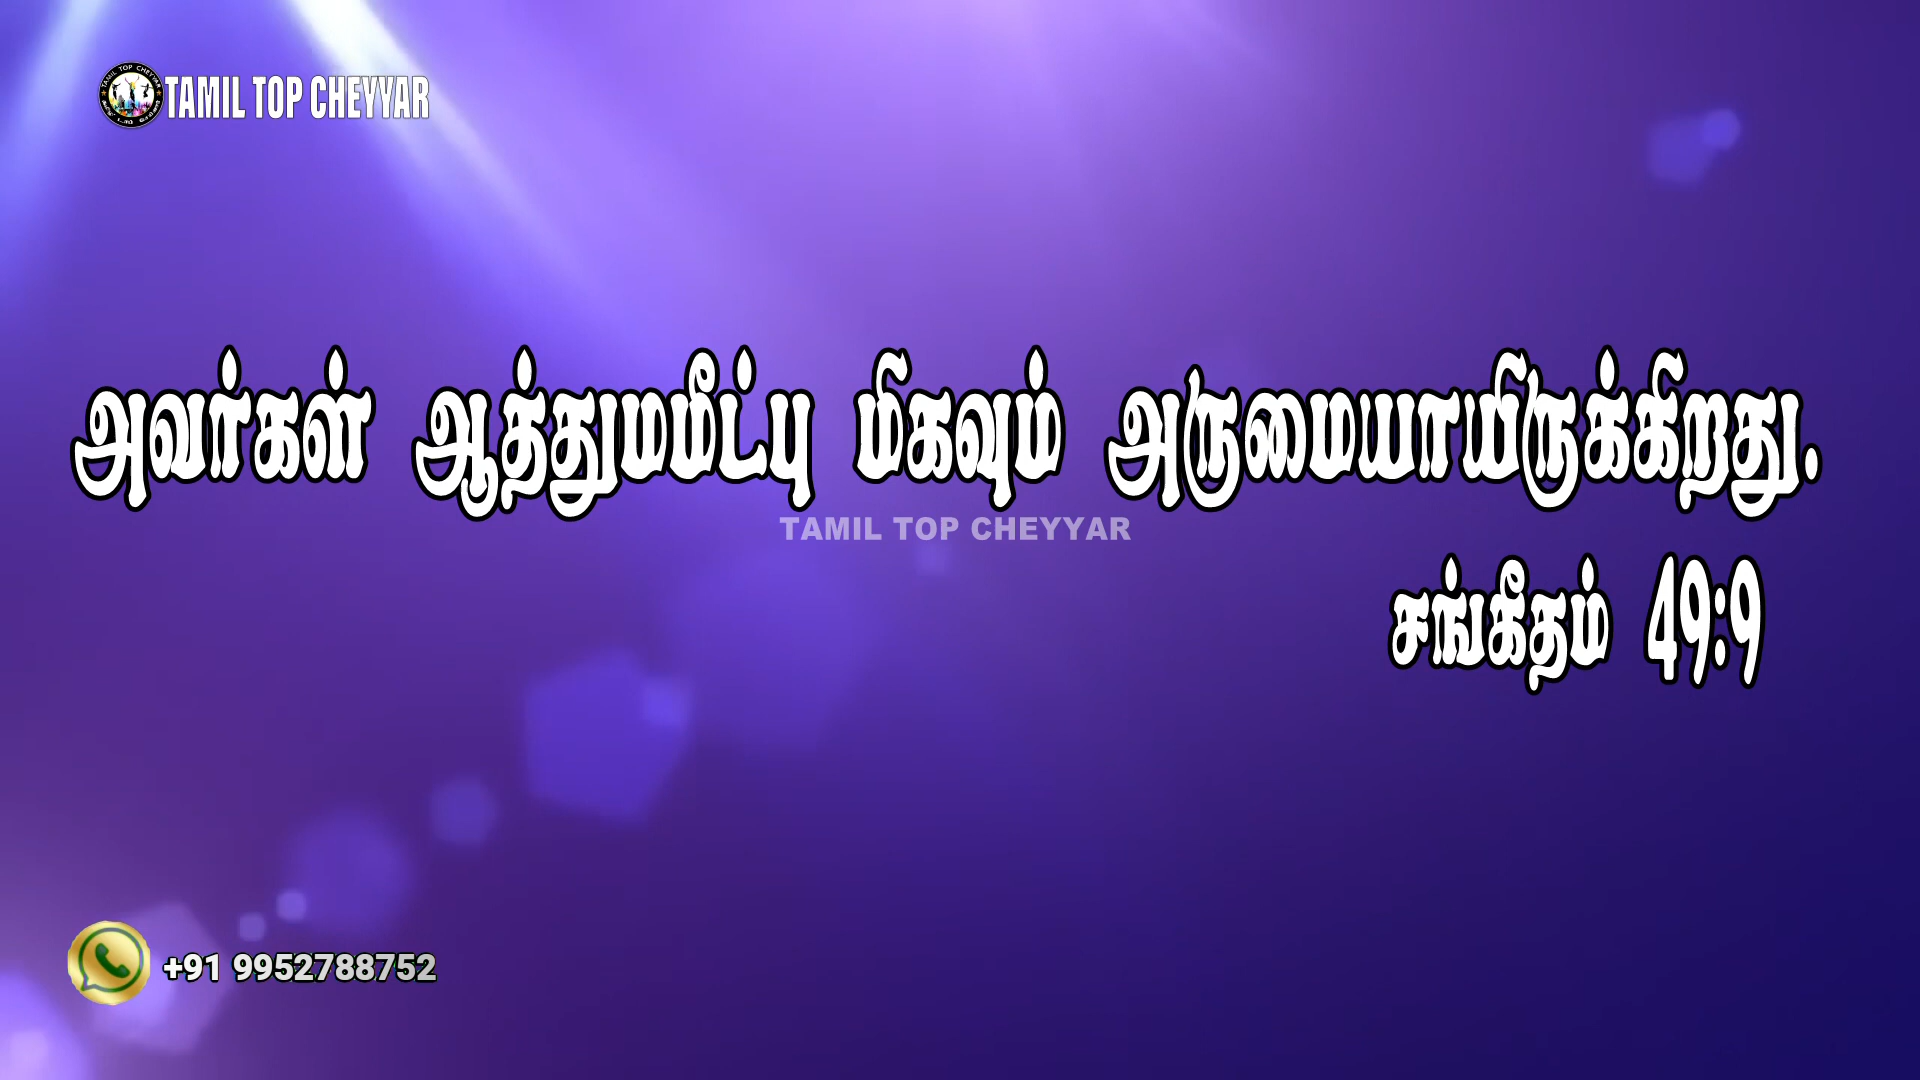 TAMIL TOP CHEYYAR
அவர்கள் ஆத்துமமீட்பு மிகவும் அருமையாயிருக்கிறது.
TAMIL TOP CHEYYAR
சங்கீதம் 49:9
+91 9952788752